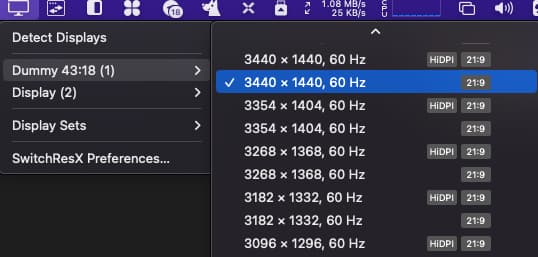 18
1.08 MB/s
25 KB/s
CPU
Detect Displays
Dummy 43:18 (1)
Display (2)
Display Sets
SwitchResX Preferences...
3440 × 1440, 60 Hz HiDPI 21:9
✓ 3440 × 1440, 60 Hz 21:9
3354 × 1404, 60 Hz HiDPI 21:9
3354 × 1404, 60 Hz 21:9
3268 × 1368, 60 Hz HiDPI 21:9
3268 × 1368, 60 Hz 21:9
3182 × 1332, 60 Hz HiDPI 21:9
3182 × 1332, 60 Hz 21:9
3096 × 1296, 60 Hz HiDPI 21:9